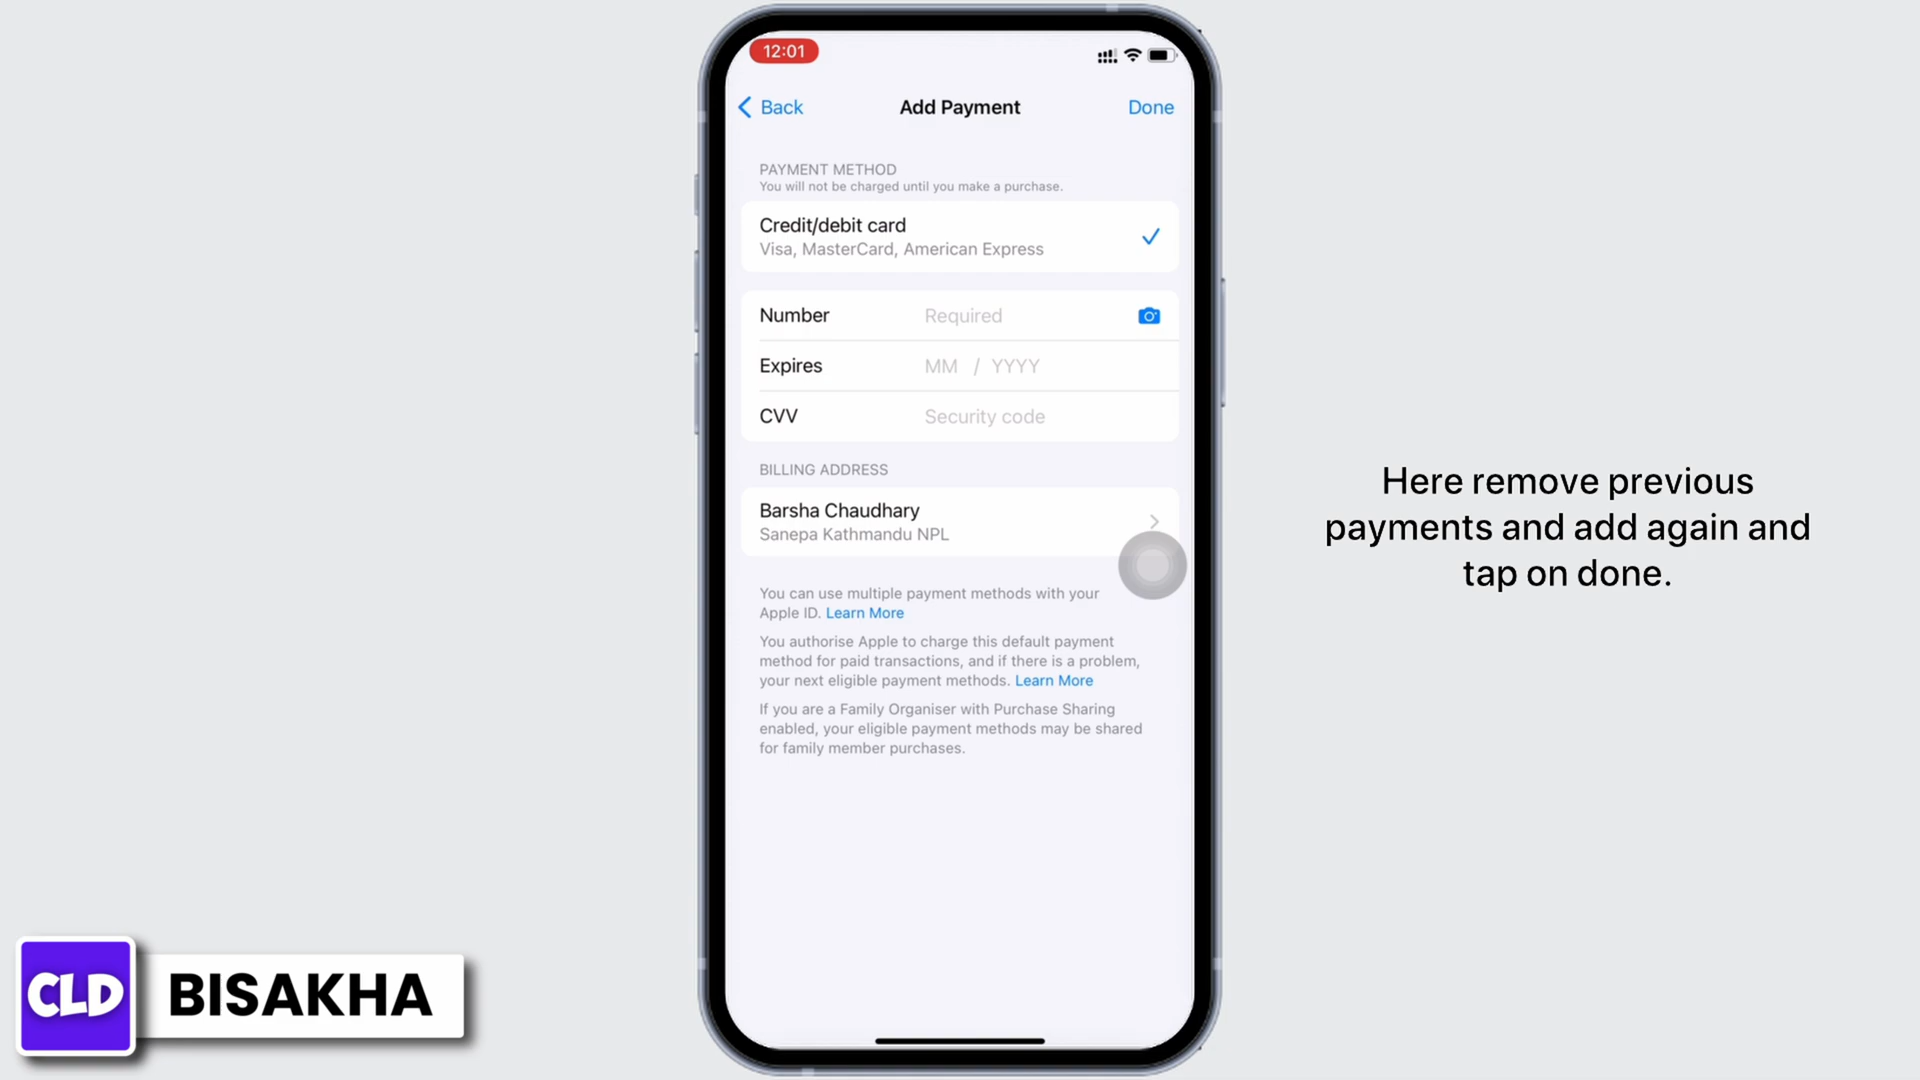 12:01
Back
Add Payment
Done
PAYMENT METHOD
You will not be charged until you make a purchase.
Credit/debit card
Visa, MasterCard, American Express
Number
Required
Expires
MM / YYYY
CVV
Security code
BILLING ADDRESS
Barsha Chaudhary
Sanepa Kathmandu NPL
You can use multiple payment methods with your
Apple ID. Learn More
You authorise Apple to charge this default payment
method for paid transactions, and if there is a problem,
your next eligible payment methods. Learn More
If you are a Family Organiser with Purchase Sharing
enabled, your eligible payment methods may be shared
for family member purchases.
Here remove previous
payments and add again and
tap on done.
CLD
BISAKHA